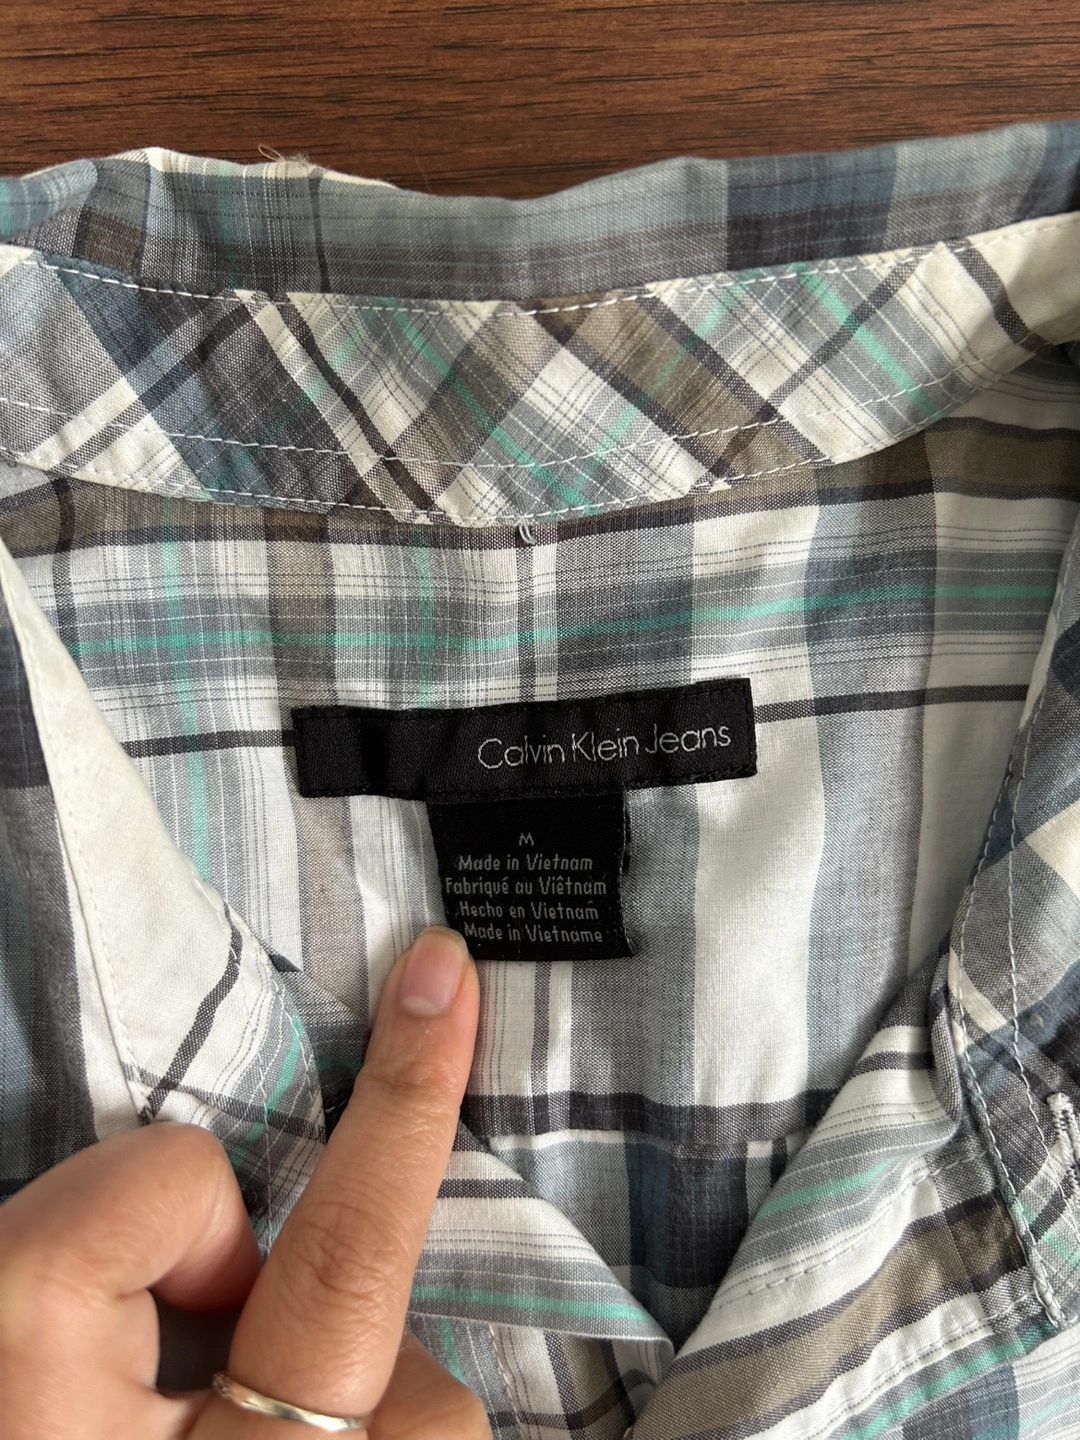 Calvin Klein Jeans
M
Made in Vietnam
Fabriqué au Viêtnam
Hecho en Vietnam
Made in Vietname